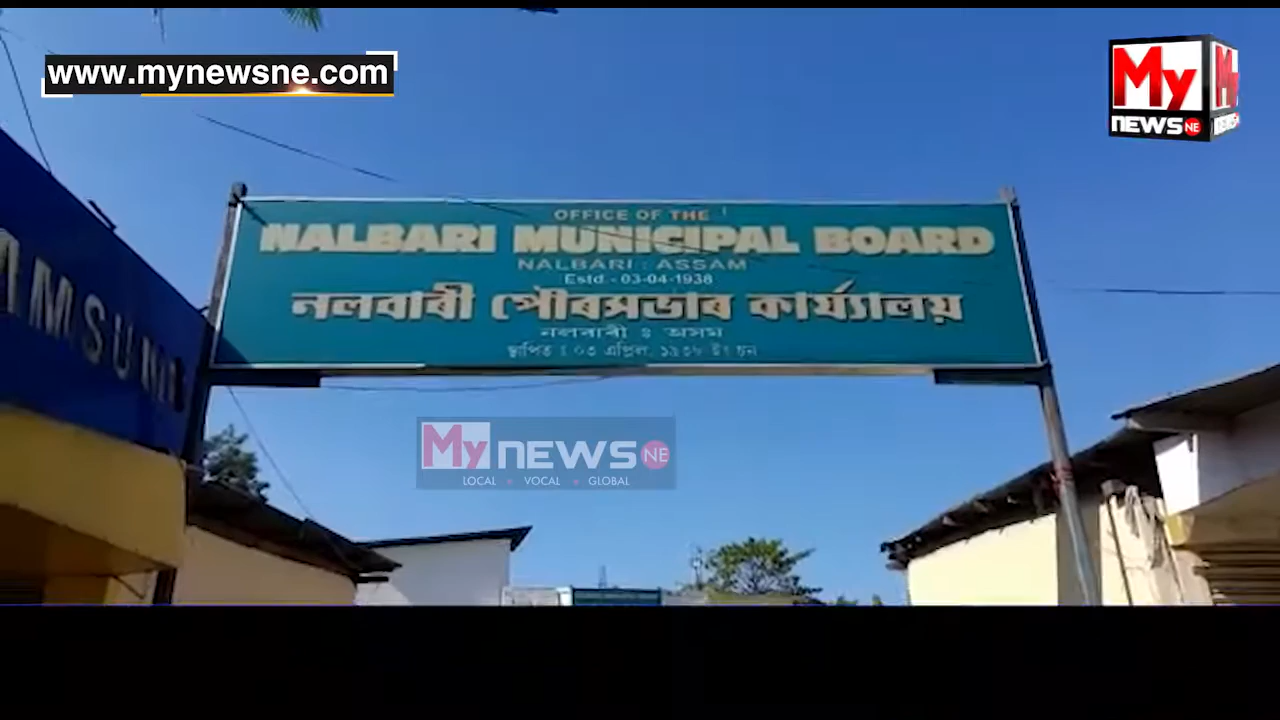 www.mynewsne.com
My
NEWS NE
OFFICE OF THE
NALBARI MUNICIPAL BOARD
NALBARI : ASSAM
Estd - 03-04-1938
নলবাৰী পৌৰসভাৰ কাৰ্য্যালয়
নলবাৰী ঃ অসম
স্থাপিত ঃ ০৩ এপ্ৰিল, ১৯৩৮ ইং চন
My NEWS NE
LOCAL • VOCAL • GLOBAL